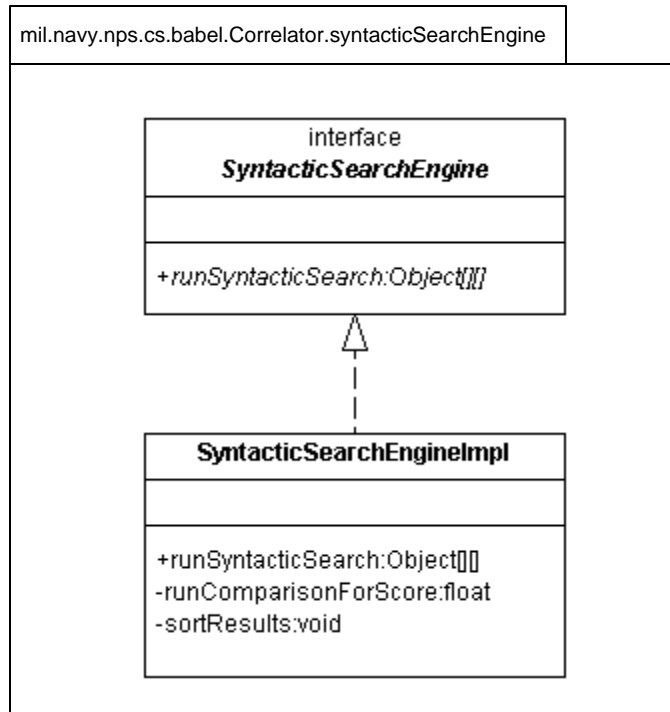 mil.navy.nps.cs.babel.Correlator.syntacticSearchEngine
interface
SyntacticSearchEngine
+runSyntacticSearch:Object[][]
SyntacticSearchEngineImpl
+runSyntacticSearch:Object[][]
-runComparisonForScore:float
-sortResults:void